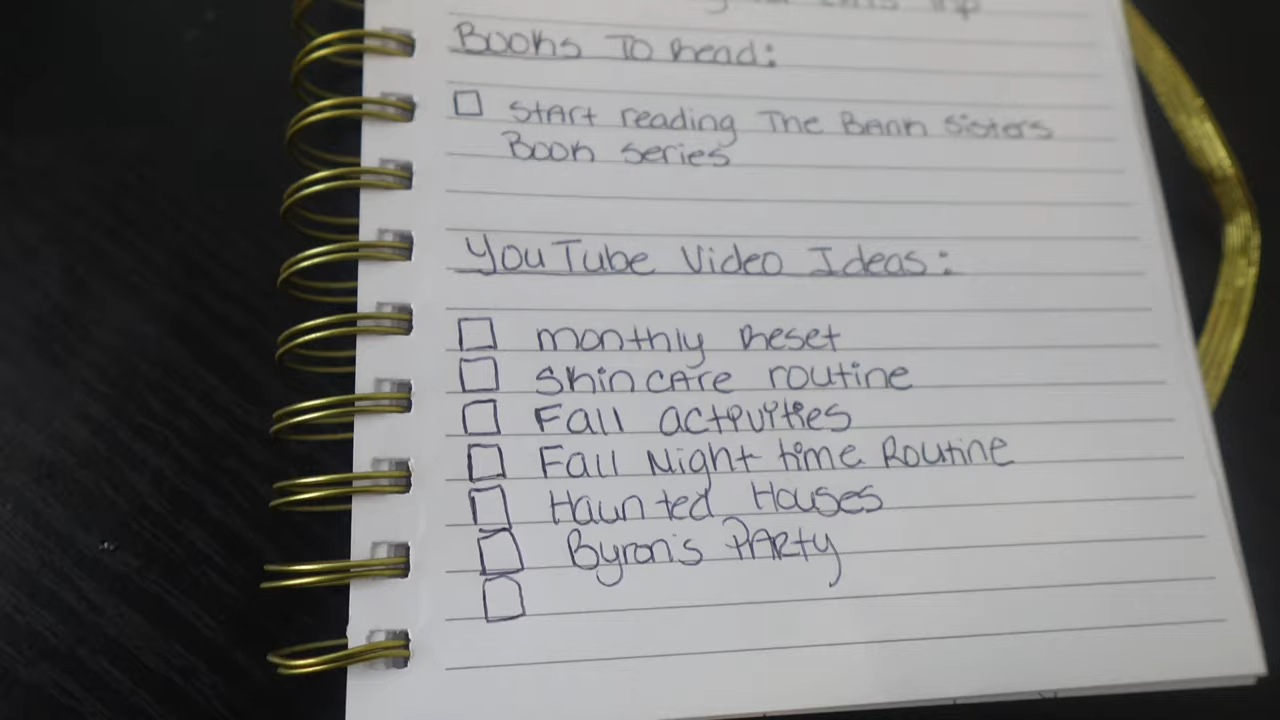 Books To Read:
Start reading The Bank Sisters
Book series
YouTube Video Ideas:
monthly Reset
Skincare routine
Fall activities
Fall Night time Routine
Haunted Houses
Byron's PARty